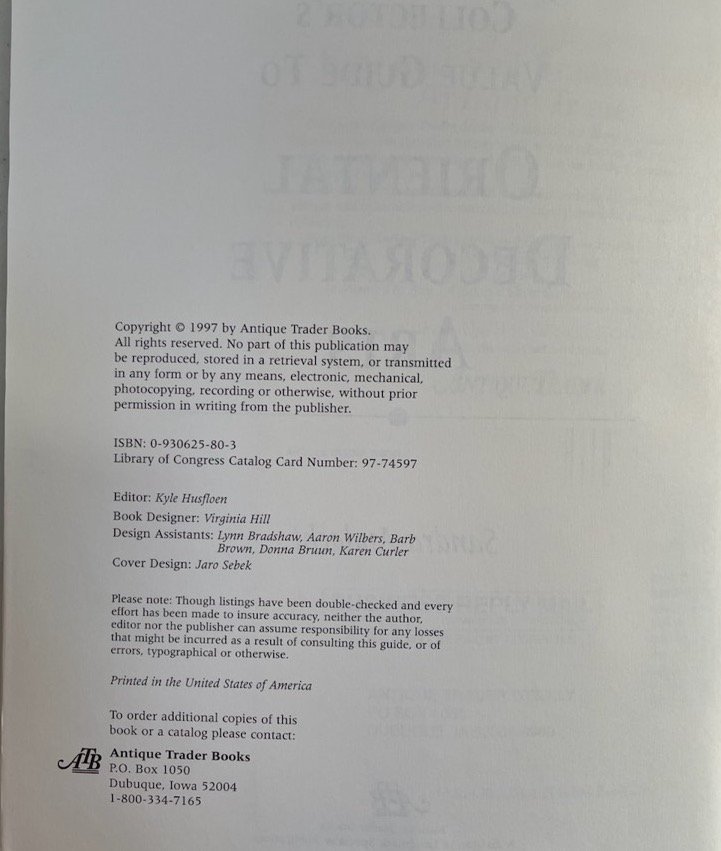 COLLECTOR'S
VALUE GUIDE TO
ORIENTAL
DECORATIVE
Copyright © 1997 by Antique Trader Books.
All rights reserved. No part of this publication may
be reproduced, stored in a retrieval system, or transmitted
in any form or by any means, electronic, mechanical,
photocopying, recording or otherwise, without prior
permission in writing from the publisher.
ISBN: 0-930625-80-3
Library of Congress Catalog Card Number: 97-74597
Editor: Kyle Husfloen
Book Designer: Virginia Hill
Design Assistants: Lynn Bradshaw, Aaron Wilbers, Barb
Brown, Donna Bruun, Karen Curler
Cover Design: Jaro Sebek
Please note: Though listings have been double-checked and every
effort has been made to insure accuracy, neither the author,
editor nor the publisher can assume responsibility for any losses
that might be incurred as a result of consulting this guide, or of
errors, typographical or otherwise.
Printed in the United States of America
To order additional copies of this
book or a catalog please contact:
ATB Antique Trader Books
P.O. Box 1050
Dubuque, Iowa 52004
1-800-334-7165